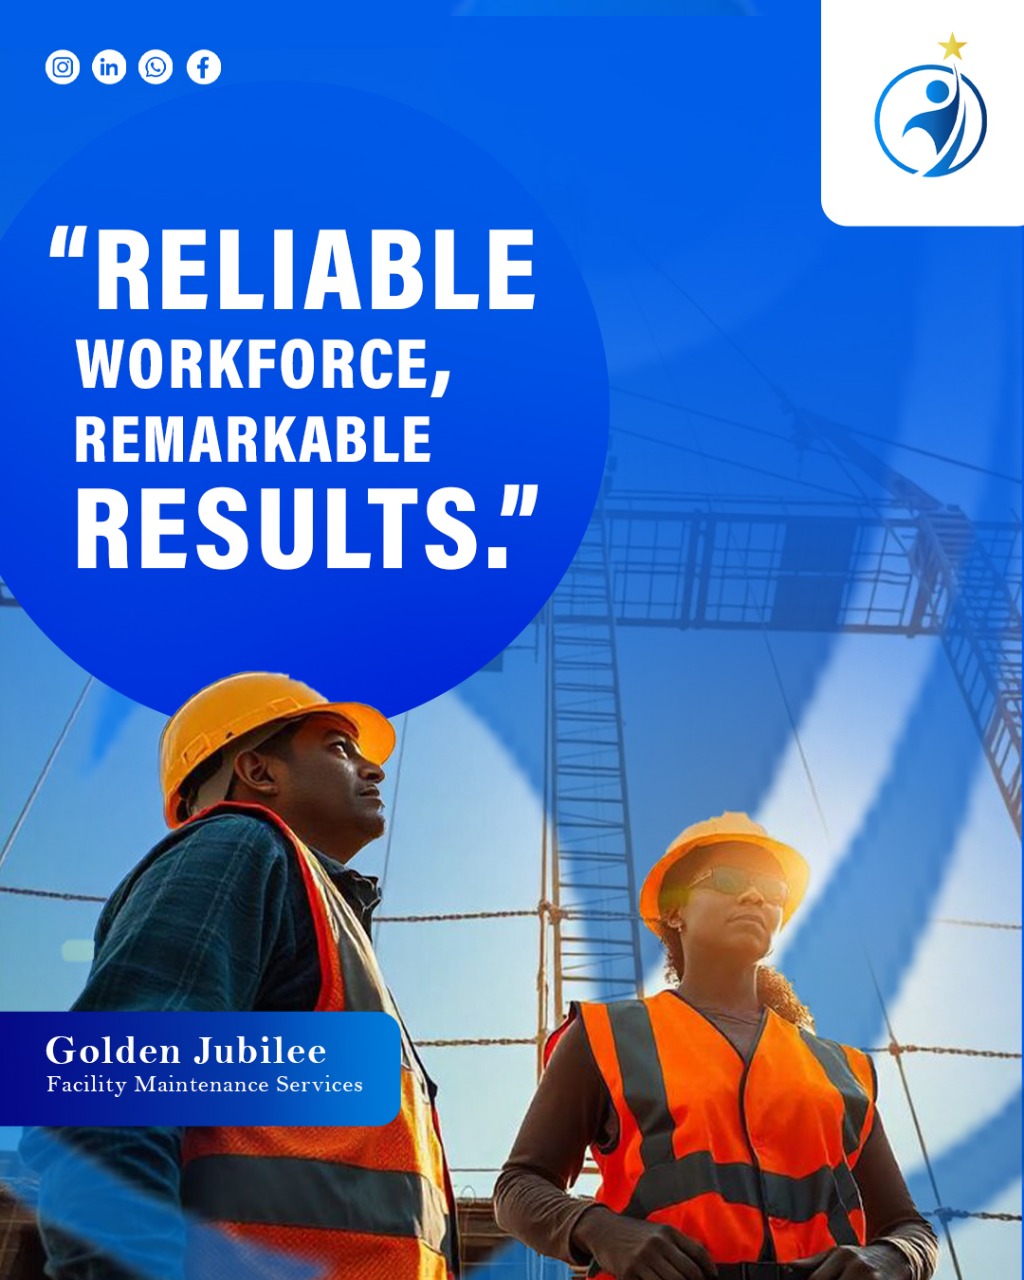 “RELIABLE
WORKFORCE,
REMARKABLE
RESULTS.”
Golden Jubilee
Facility Maintenance Services